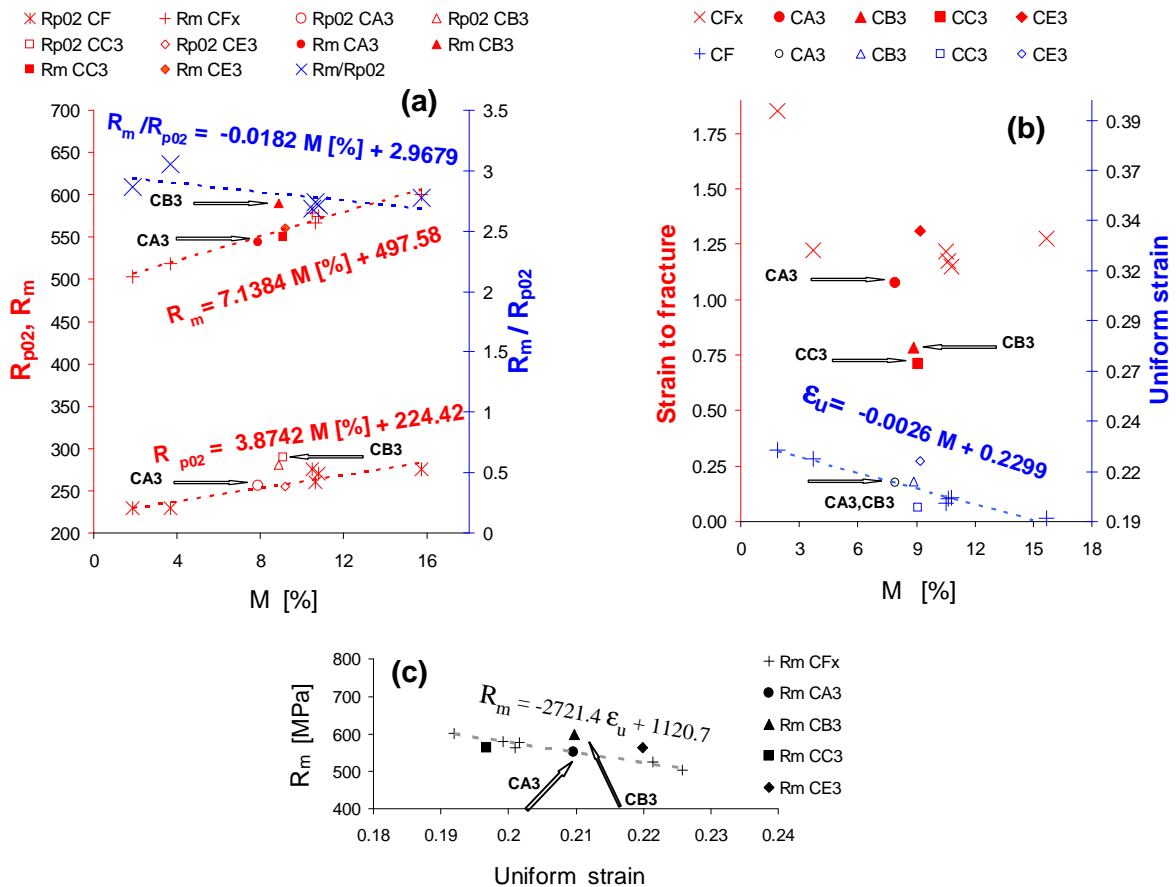 Rp02 CF Rm CFx Rp02 CA3 Rp02 CB3
Rp02 CC3 Rp02 CE3 Rm CA3 Rm CB3
Rm CC3 Rm CE3 Rm/Rp02
(a)
700
650
600
550
500
450
400
350
300
250
200
Rp02, Rm
3.5
3
2.5
2
1.5
1
0.5
0
Rm / Rp02
Rm /Rp02 = -0.0182 M [%] + 2.9679
CB3
CA3
Rm = 7.1384 M [%] + 497.58
R p02 = 3.8742 M [%] + 224.42
CA3
CB3
0 4 8 12 16
M [%]
CFx CA3 CB3 CC3 CE3
CF CA3 CB3 CC3 CE3
(b)
1.75
1.50
1.25
1.00
0.75
0.50
0.25
0.00
Strain to fracture
0.39
0.37
0.34
0.32
0.29
0.27
0.24
0.22
0.19
Uniform strain
CA3
CC3
CB3
εu= -0.0026 M + 0.2299
CA3,CB3
0 3 6 9 12 15 18
M [%]
(c)
800
700
600
500
400
Rm [MPa]
Rm = -2721.4 εu + 1120.7
CA3
CB3
0.18 0.19 0.2 0.21 0.22 0.23 0.24
Uniform strain
Rm CFx
Rm CA3
Rm CB3
Rm CC3
Rm CE3